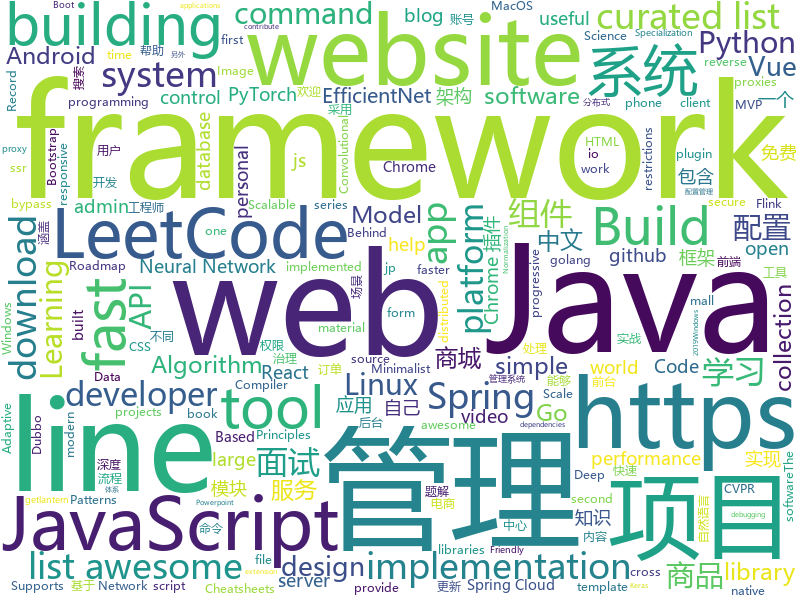 building
command
website
curated list
系统
Android
blog
useful
账号
MacOS
Boot
applications
contribute
Science
Specialization
first
帮助
搜索
另外
system
Python
Vue
reverse
proxies
Record
time
Image
欢迎
control
PyTorch
EfficientNet
架构
software
phone
client
MVP
一个
programming
database
采用
personal
Convolutional
js
Chrome
restrictions
HTML
io
work
分布式
plugin
免费
proxy
Bootstrap
responsive
用户
framework
ssr
bypass
开发
Scalable
series
secure
配置管理
包含
Flink
涵盖
工程师
admin
one
Behind
LeetCode
Model
app
组件
Build
配置
Windows
download
Roadmap
Learning
built
Neural Network
implemented
help
platform
Chrome
插件
中文
github
框架
open
前端
Normalization
progressive
golang
CSS
不同
jp
faster
web
Java
工具
fast
API
Algorithm
权限
治理
material
场景
form
distributed
商城
simple
mall
2019Windows
modern
React
source
Minimalist
world
实战
collection
line
tool
developer
订单
Linux
Spring
Code
学习
Compiler
应用
自己
video
Go
Scale
能够
前台
dependencies
Adaptive
Dubbo
Data
book
projects
Based
large
awesome
管理系统
https
Principles
后台
performance
处理
JavaScript
面试
管理
服务
实现
项目
深度
Patterns
模块
second
题解
电商
内容
Deep
快速
知识
CVPR
自然语言
softwareThe
流程
体系
getlantern
list awesome
implementation
商品
library
命令
Network
更新
Spring Cloud
libraries
Friendly
debugging
Supports
基于
script
Cheatsheets
design
server
file
中心
template
provide
Powerpoint
cross
extension
native
Keras